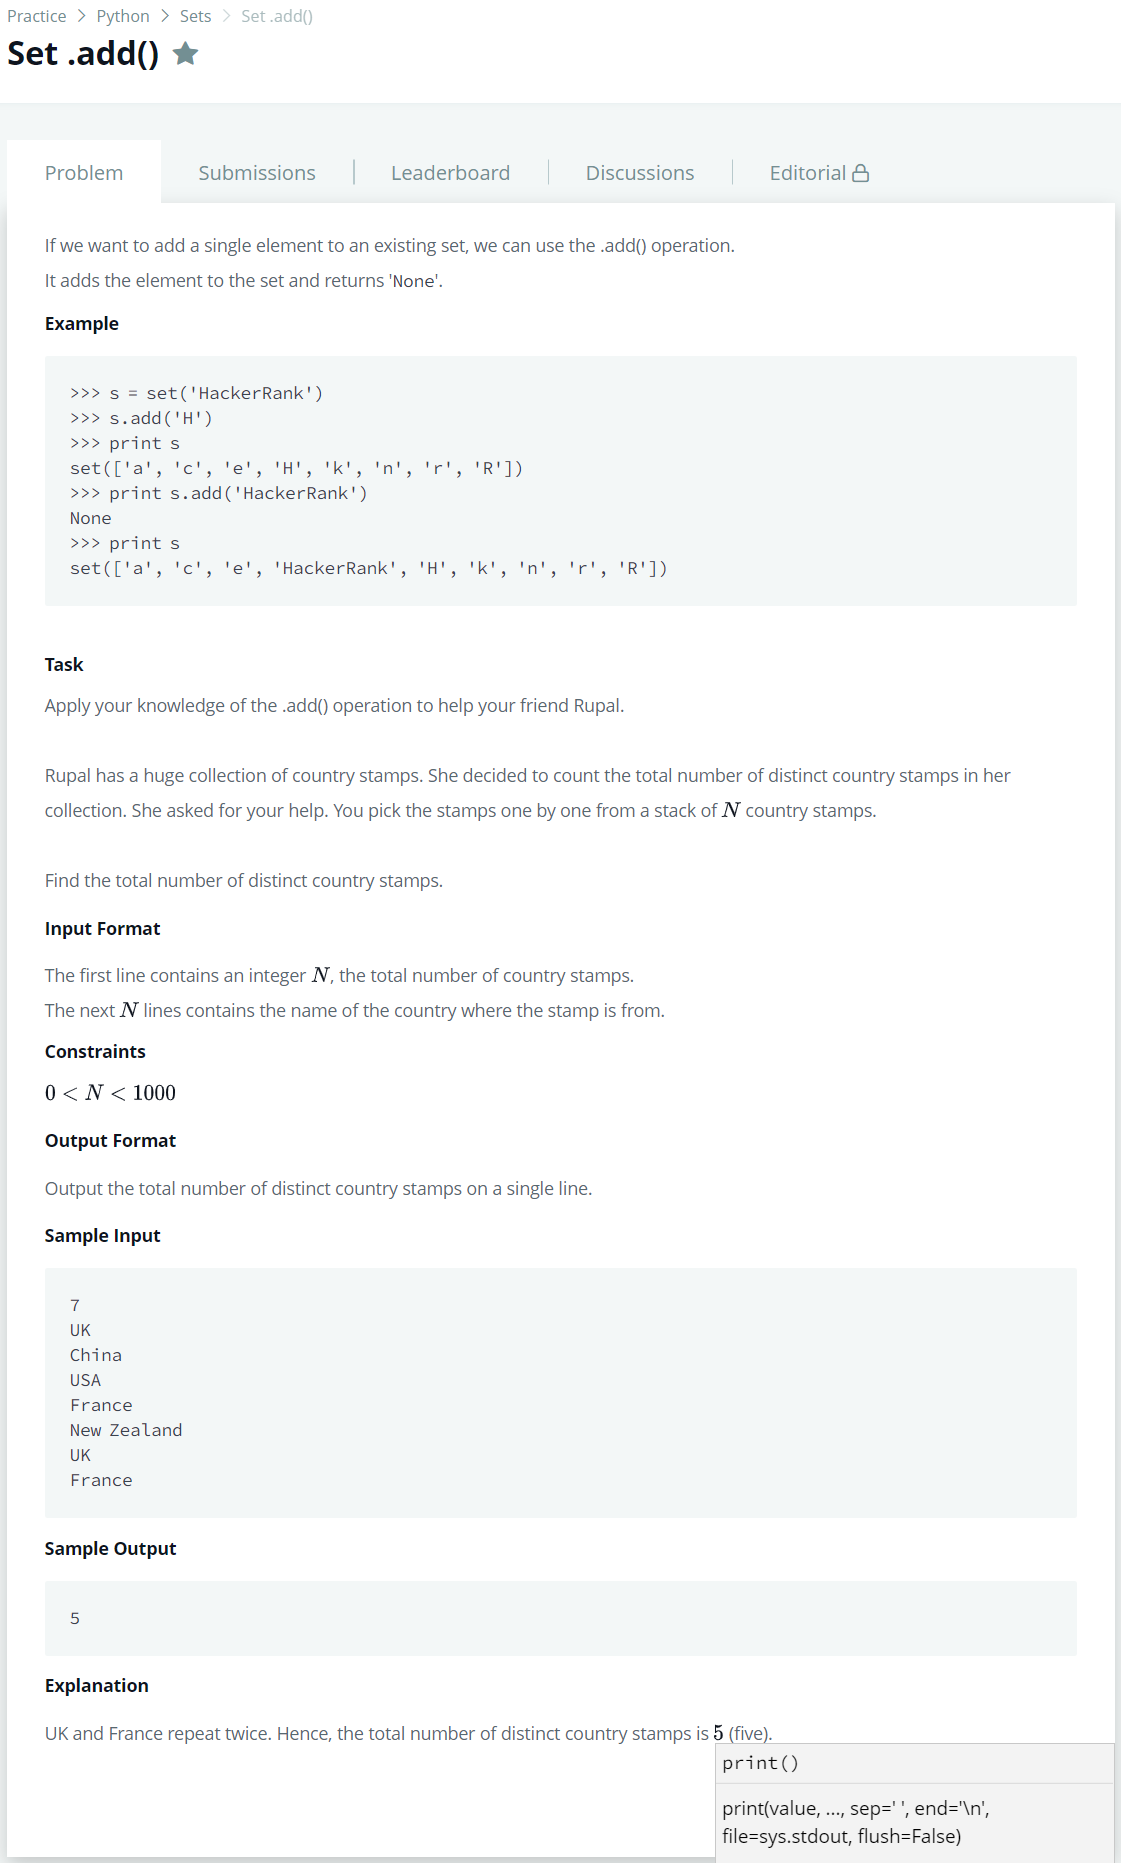 Practice > Python > Sets > Set .add()
Set .add()
Problem
Submissions
Leaderboard
Discussions
Editorial
If we want to add a single element to an existing set, we can use the .add() operation.
It adds the element to the set and returns 'None'.
Example
>>> s = set('HackerRank')
>>> s.add('H')
>>> print s
set(['a', 'c', 'e', 'H', 'k', 'n', 'r', 'R'])
>>> print s.add('HackerRank')
None
>>> print s
set(['a', 'c', 'e', 'HackerRank', 'H', 'k', 'n', 'r', 'R'])
Task
Apply your knowledge of the .add() operation to help your friend Rupal.
Rupal has a huge collection of country stamps. She decided to count the total number of distinct country stamps in her
collection. She asked for your help. You pick the stamps one by one from a stack of N country stamps.
Find the total number of distinct country stamps.
Input Format
The first line contains an integer N, the total number of country stamps.
The next N lines contains the name of the country where the stamp is from.
Constraints
0 < N < 1000
Output Format
Output the total number of distinct country stamps on a single line.
Sample Input
7
UK
China
USA
France
New Zealand
UK
France
Sample Output
5
Explanation
UK and France repeat twice. Hence, the total number of distinct country stamps is 5 (five).
print()
print(value, ..., sep=' ', end='\n',
file=sys.stdout, flush=False)